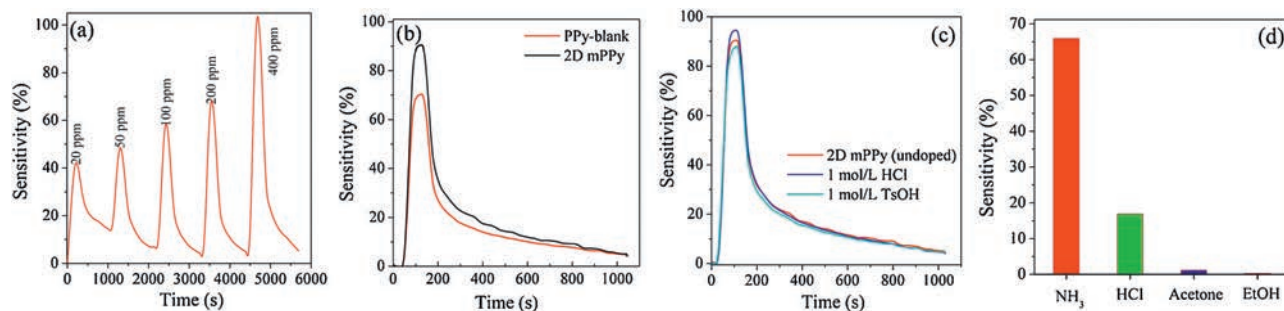 (a)
Sensitivity (%)
100
80
60
40
20
0
20 ppm
50 ppm
100 ppm
200 ppm
400 ppm
0 1000 2000 3000 4000 5000 6000
Time (s)
(b)
PPy-blank
2D mPPy
Sensitivity (%)
100
80
60
40
20
0
0 200 400 600 800 1000
Time (s)
(c)
2D mPPy (undoped)
1 mol/L HCl
1 mol/L TsOH
Sensitivity (%)
100
80
60
40
20
0
0 200 400 600 800 1000
Time (s)
(d)
Sensitivity (%)
70
60
50
40
30
20
10
0
NH₃ HCl Acetone EtOH